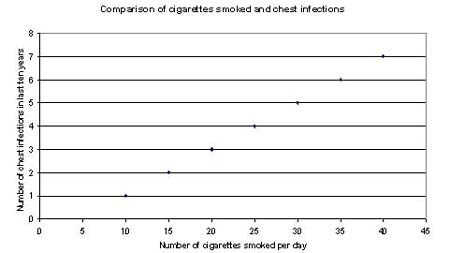 Comparison of cigarettes smoked and chest infections
Number of chest infections in last ten years
8
7
6
5
4
3
2
1
0
0 5 10 15 20 25 30 35 40 45
Number of cigarettes smoked per day